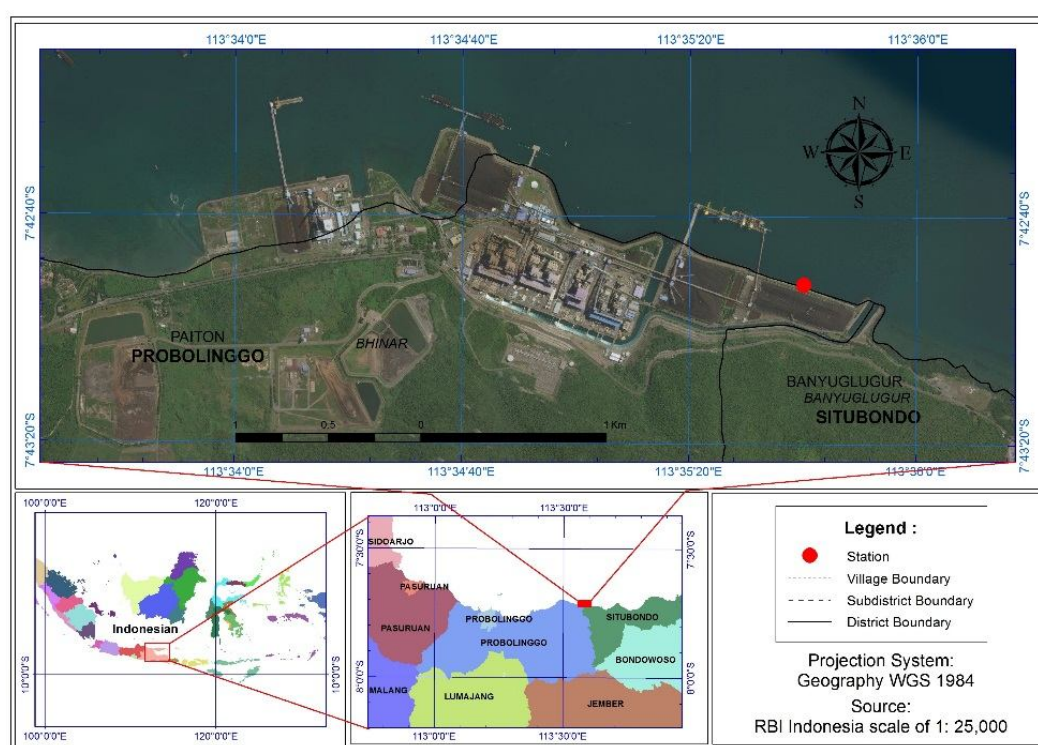 113°34'0"E 113°34'40"E 113°35'20"E 113°36'0"E
N
W E
S
7°42'40"S 7°42'40"S
PAITON
PROBOLINGGO
BHINAR
BANYUGLUGUR
BANYUGLUGUR
SITUBONDO
1 0,5 0 1 Km
7°43'20"S 7°43'20"S
113°34'0"E 113°34'40"E 113°35'20"E 113°36'0"E
100°0'0"E 120°0'0"E
Indonesian
10°0'0"S 10°0'0"S
100°0'0"E 120°0'0"E
113°0'0"E 113°30'0"E
7°30'0"S 7°30'0"S
SIDOARJO
PASURUAN
PASURUAN
PROBOLINGGO
PROBOLINGGO
SITUBONDO
BONDOWOSO
8°0'0"S 8°0'0"S
MALANG
LUMAJANG
JEMBER
113°0'0"E 113°30'0"E
Legend :
Station
Village Boundary
Subdistrict Boundary
District Boundary
Projection System:
Geography WGS 1984
Source:
RBI Indonesia scale of 1: 25,000